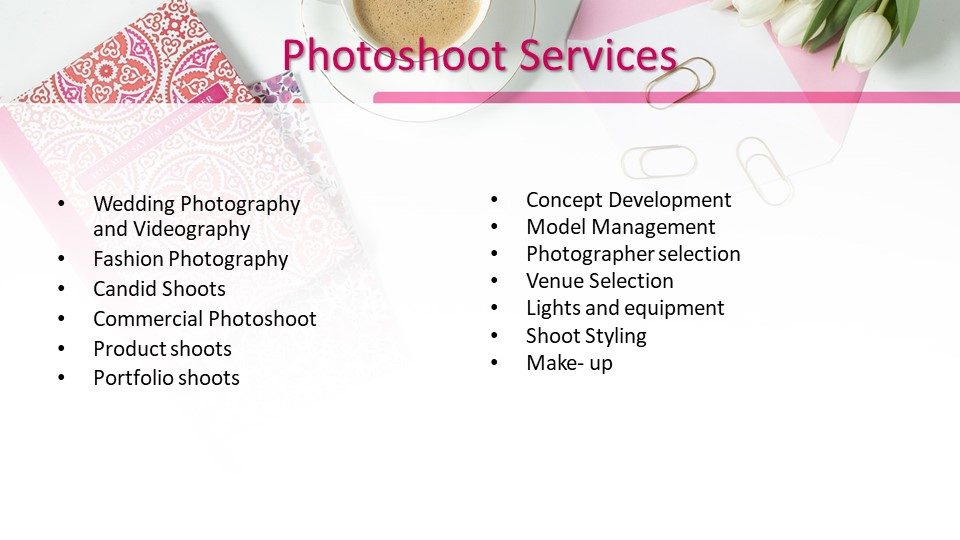 Photoshoot Services
• Wedding Photography
and Videography
• Fashion Photography
• Candid Shoots
• Commercial Photoshoot
• Product shoots
• Portfolio shoots
• Concept Development
• Model Management
• Photographer selection
• Venue Selection
• Lights and equipment
• Shoot Styling
• Make- up